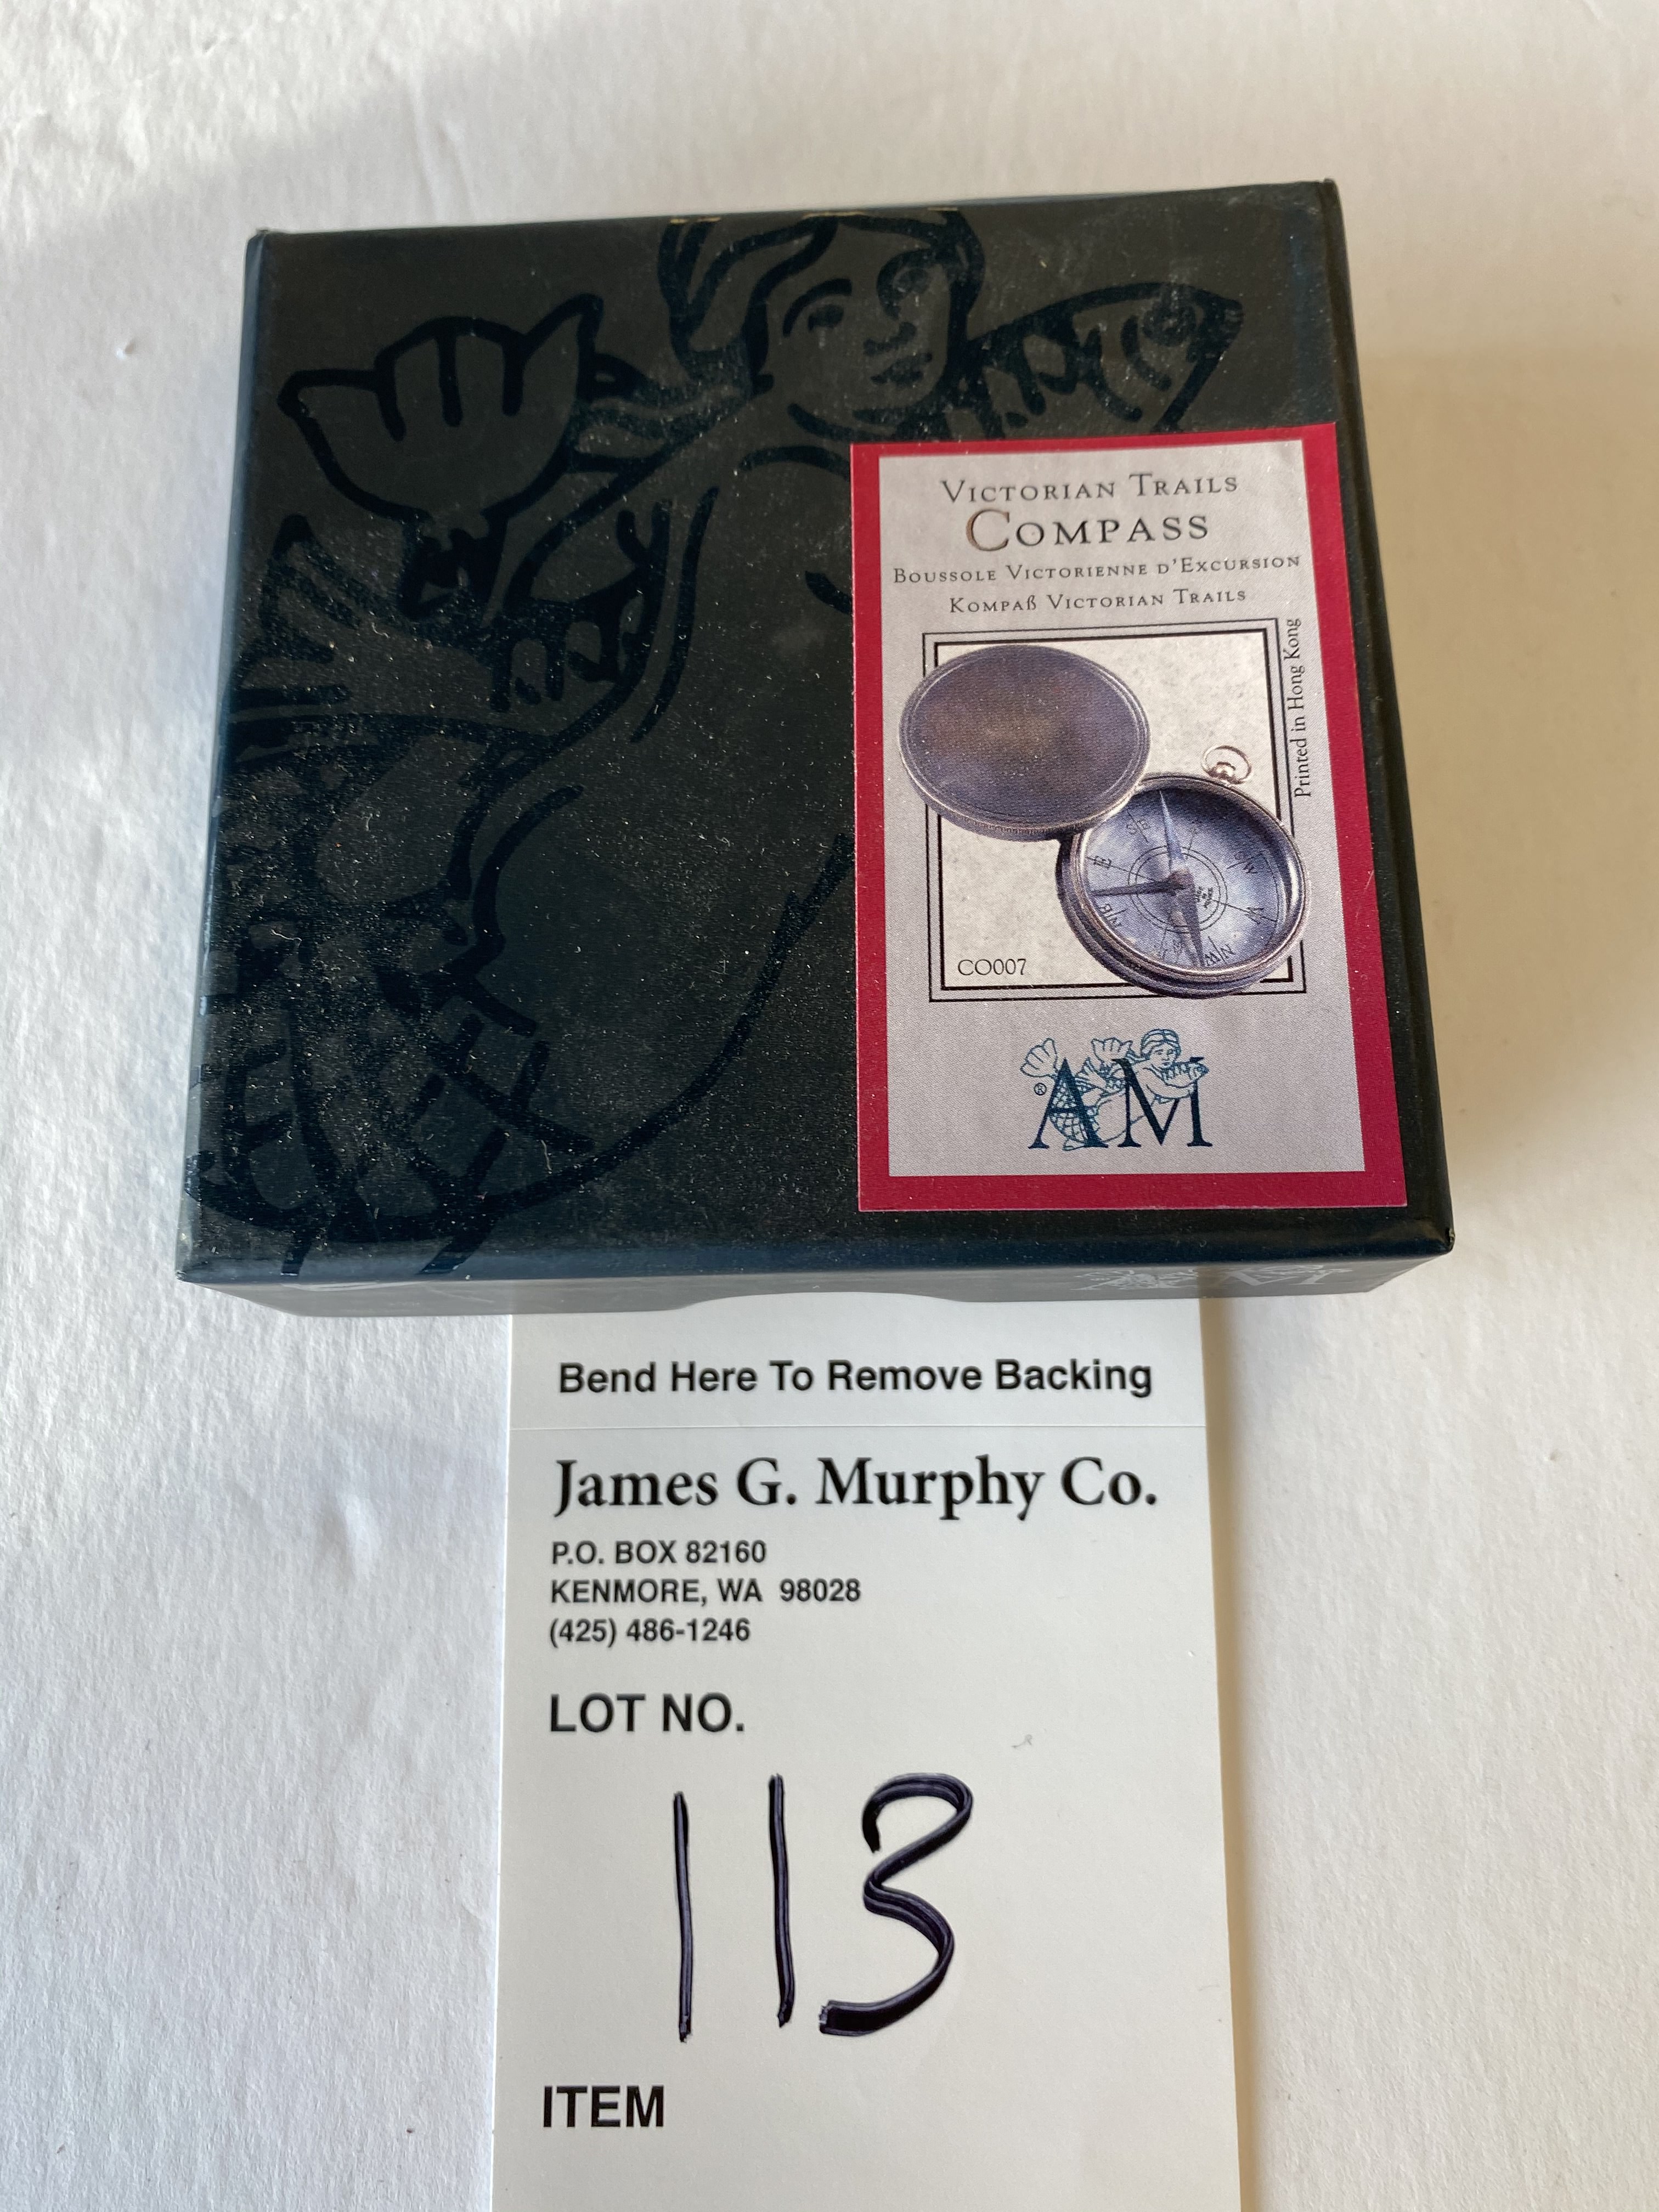 VICTORIAN TRAILS
COMPASS
BOUSSOLE VICTORIENNE D'EXCURSION
KOMPAß VICTORIAN TRAILS
Printed in Hong Kong
CO007
® AM
Bend Here To Remove Backing
James G. Murphy Co.
P.O. BOX 82160
KENMORE, WA 98028
(425) 486-1246
LOT NO.
113
ITEM